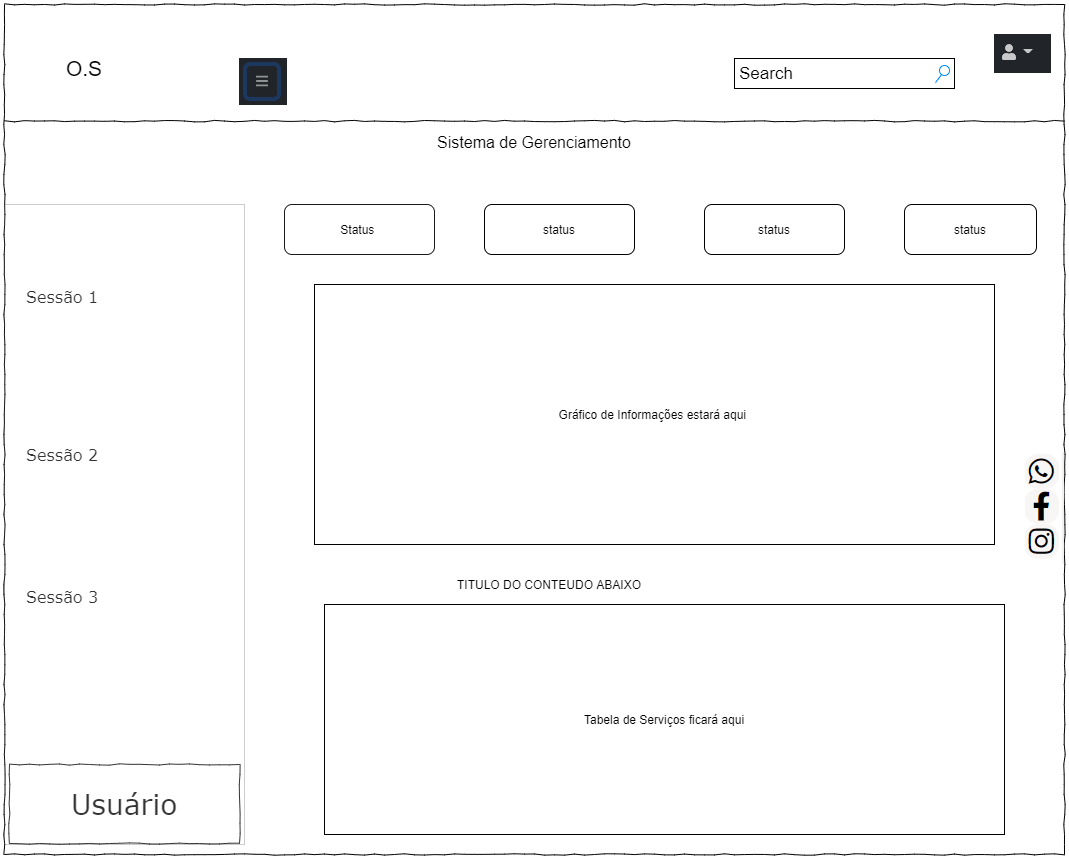 O.S
Search
Sistema de Gerenciamento
Status
status
status
status
Sessão 1
Gráfico de Informações estará aqui
Sessão 2
Sessão 3
TITULO DO CONTEUDO ABAIXO
Tabela de Serviços ficará aqui
Usuário